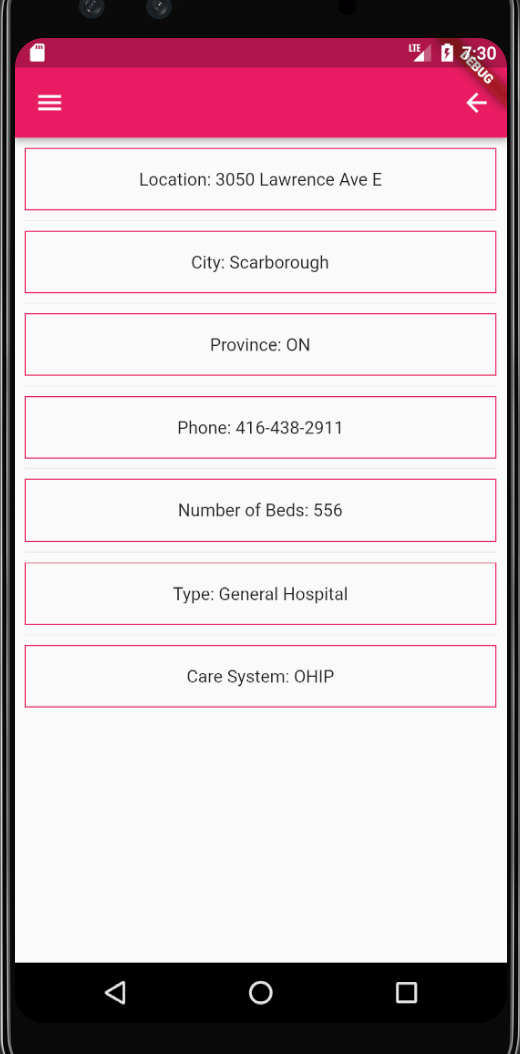 LTE
7:30
DEBUG
Location: 3050 Lawrence Ave E
City: Scarborough
Province: ON
Phone: 416-438-2911
Number of Beds: 556
Type: General Hospital
Care System: OHIP